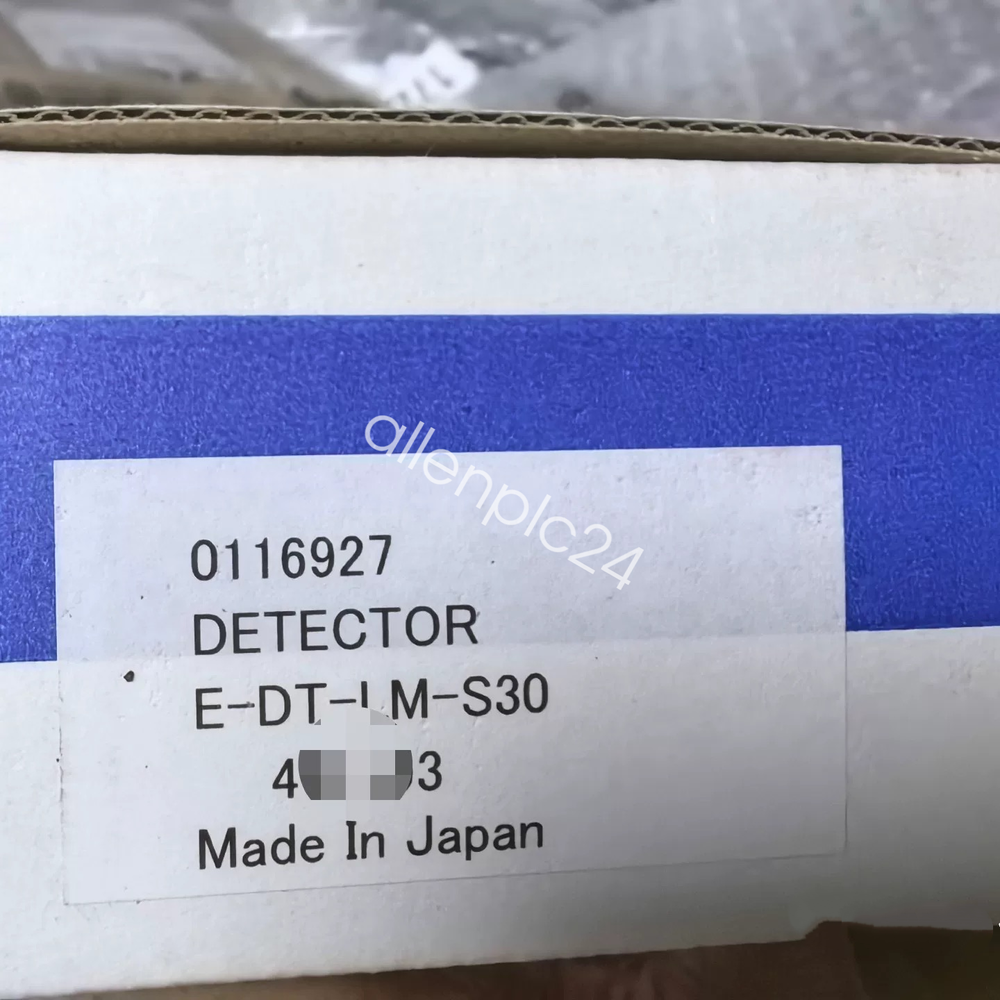 allenplc24
0116927
DETECTOR
E-DT-LM-S30
Made In Japan